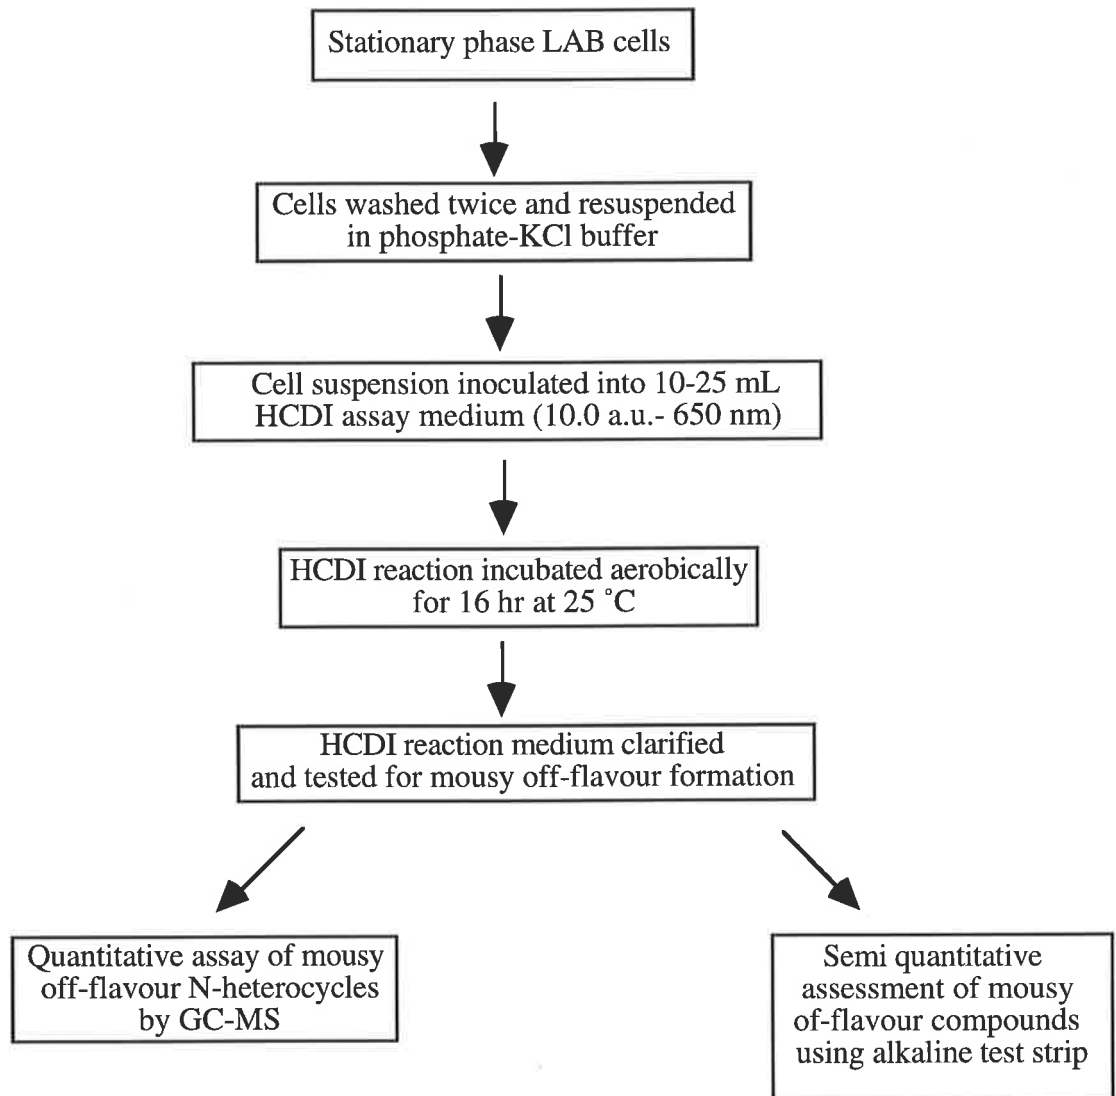 Stationary phase LAB cells
Cells washed twice and resuspended
in phosphate-KCl buffer
Cell suspension inoculated into 10-25 mL
HCDI assay medium (10.0 a.u.- 650 nm)
HCDI reaction incubated aerobically
for 16 hr at 25 ˚C
HCDI reaction medium clarified
and tested for mousy off-flavour formation
Quantitative assay of mousy
off-flavour N-heterocycles
by GC-MS
Semi quantitative
assessment of mousy
of-flavour compounds
using alkaline test strip